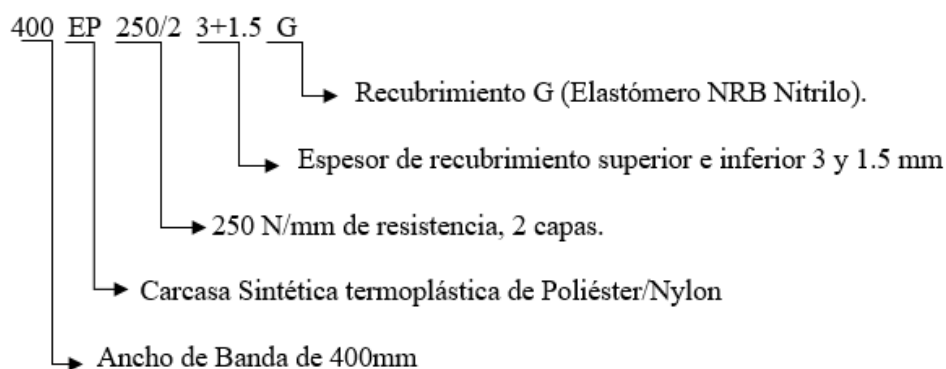 400 EP 250/2 3+1.5 G
Recubrimiento G (Elastómero NRB Nitrilo).
Espesor de recubrimiento superior e inferior 3 y 1.5 mm
250 N/mm de resistencia, 2 capas.
Carcasa Sintética termoplástica de Poliéster/Nylon
Ancho de Banda de 400mm